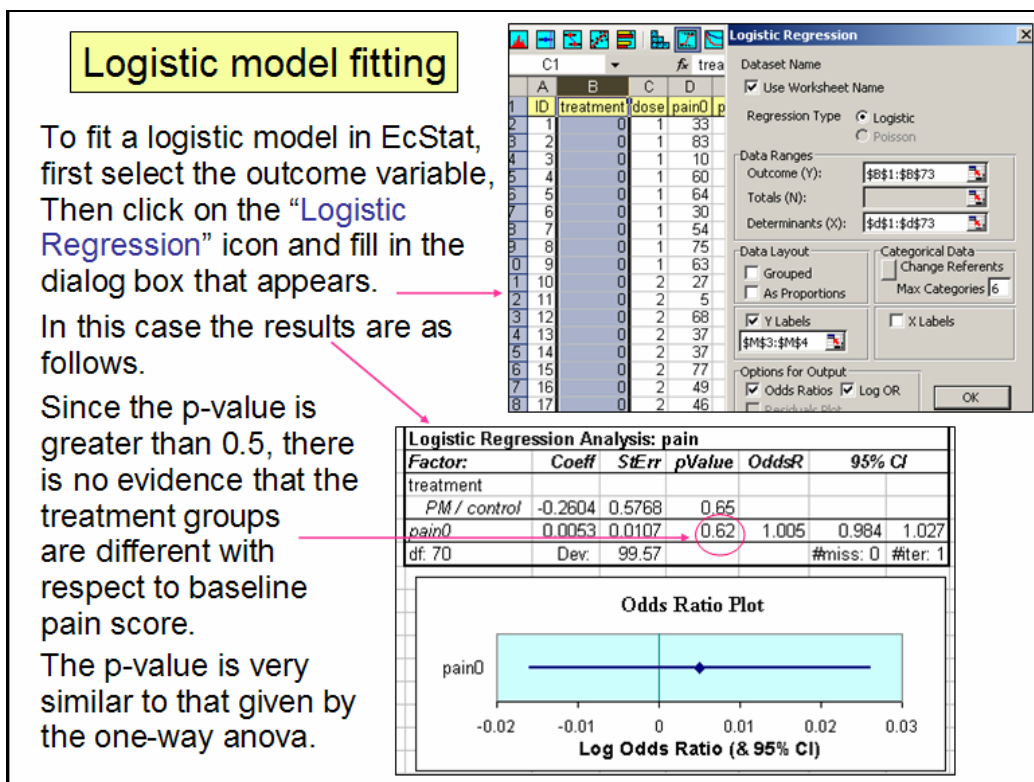 Logistic model fitting
To fit a logistic model in EcStat,
first select the outcome variable,
Then click on the “Logistic
Regression” icon and fill in the
dialog box that appears.
In this case the results are as
follows.
Since the p-value is
greater than 0.5, there
is no evidence that the
treatment groups
are different with
respect to baseline
pain score.
The p-value is very
similar to that given by
the one-way anova.
C1 fx trea
A B C D
1 ID treatment dose pain0 p
2 1 0 1 33
3 2 0 1 83
4 3 0 1 10
5 4 0 1 60
6 5 0 1 64
7 6 0 1 30
8 7 0 1 54
9 8 0 1 75
0 9 0 1 63
1 10 0 2 27
2 11 0 2 5
3 12 0 2 68
4 13 0 2 37
5 14 0 2 37
6 15 0 2 77
7 16 0 2 49
8 17 0 2 46
Logistic Regression
Dataset Name
Use Worksheet Name
Regression Type Logistic
Poisson
Data Ranges
Outcome (Y): $B$1:$B$73
Totals (N):
Determinants (X): $d$1:$d$73
Data Layout
Grouped
As Proportions
Categorical Data
Change Referents
Max Categories 6
Y Labels
$M$3:$M$4
X Labels
Options for Output
Odds Ratios Log OR
OK
Residuals Plot
Logistic Regression Analysis: pain
Factor: Coeff StErr pValue OddsR 95% CI
treatment
PM / control -0.2604 0.5768 0.65
pain0 0.0053 0.0107 0.62 1.005 0.984 1.027
df: 70 Dev: 99.57 #miss: 0 #iter: 1
Odds Ratio Plot
pain0
-0.02 -0.01 0 0.01 0.02 0.03
Log Odds Ratio (& 95% CI)